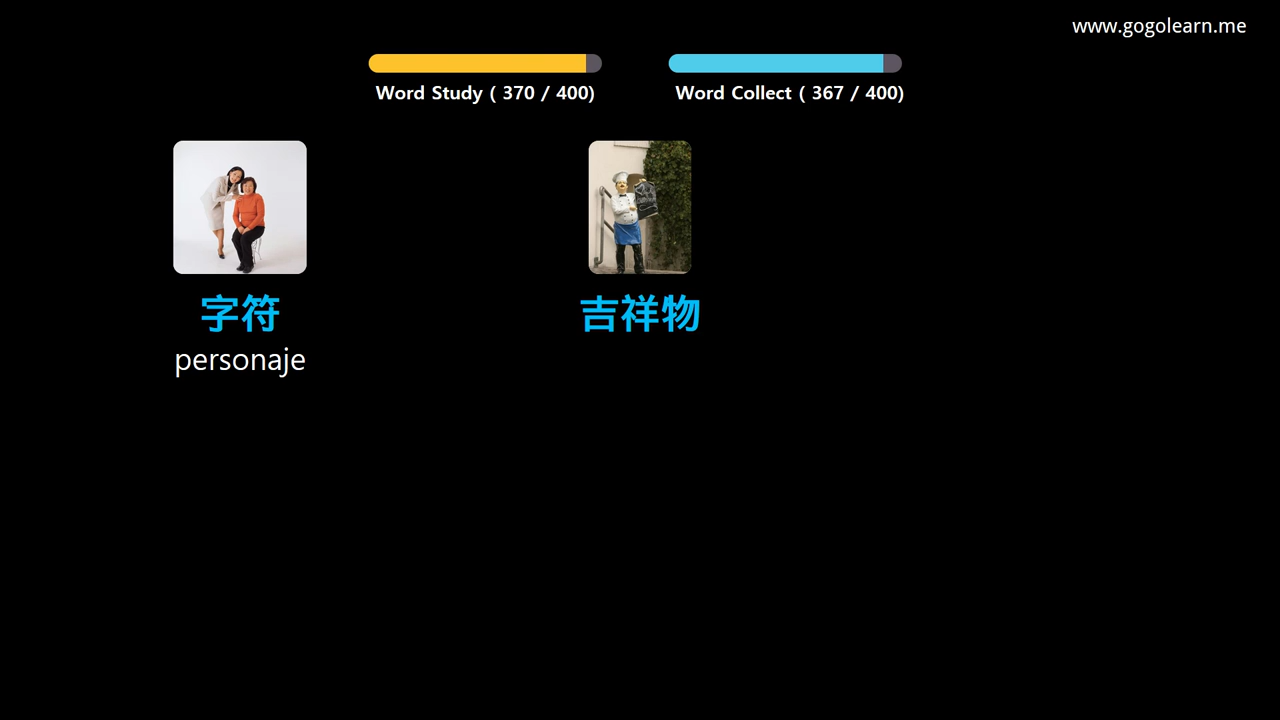 www.gogolearn.me
Word Study ( 370 / 400)
Word Collect ( 367 / 400)
字符
personaje
吉祥物